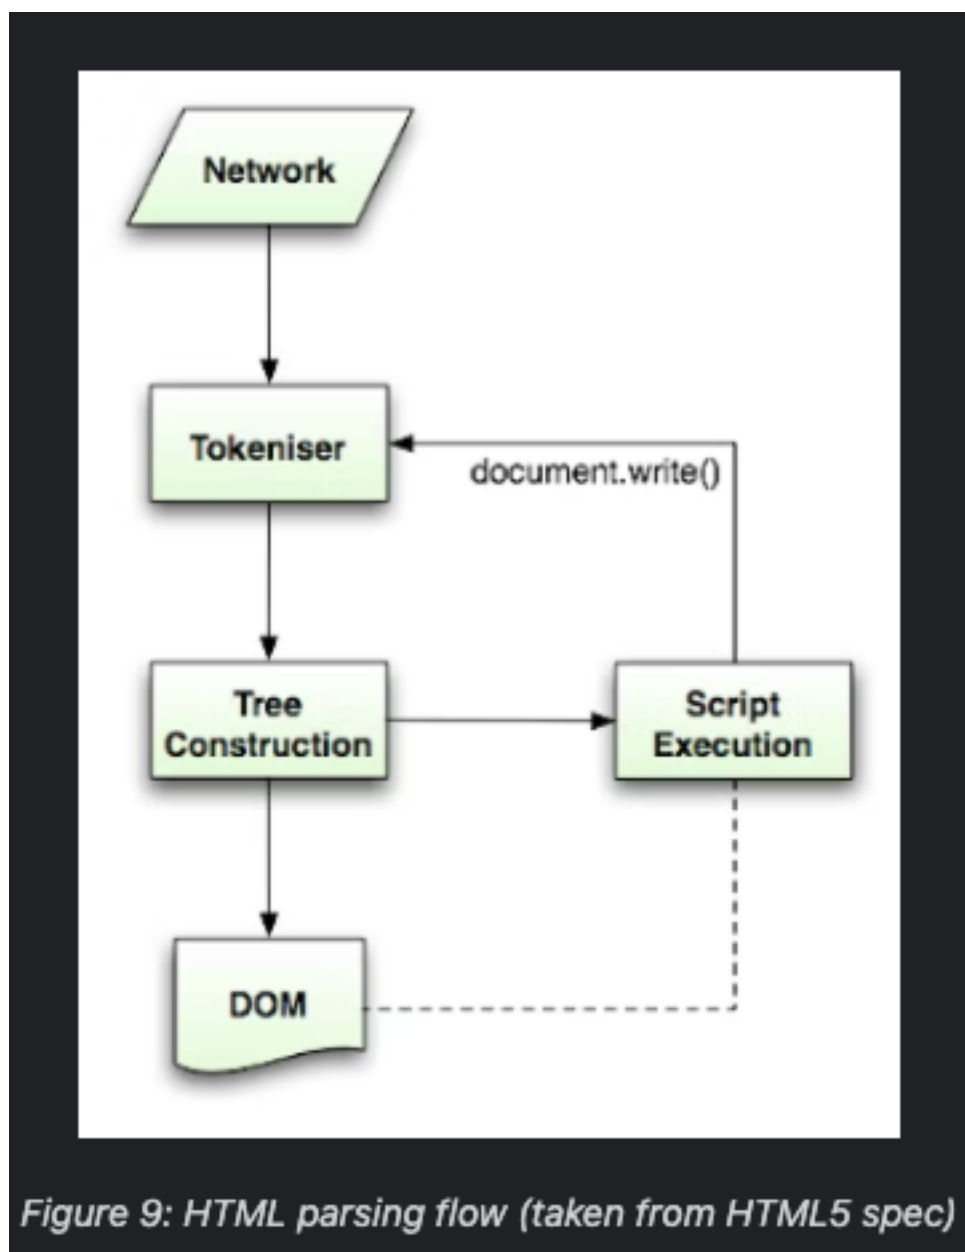 Network
Tokeniser
document.write()
Tree
Construction
Script
Execution
DOM
Figure 9: HTML parsing flow (taken from HTML5 spec)